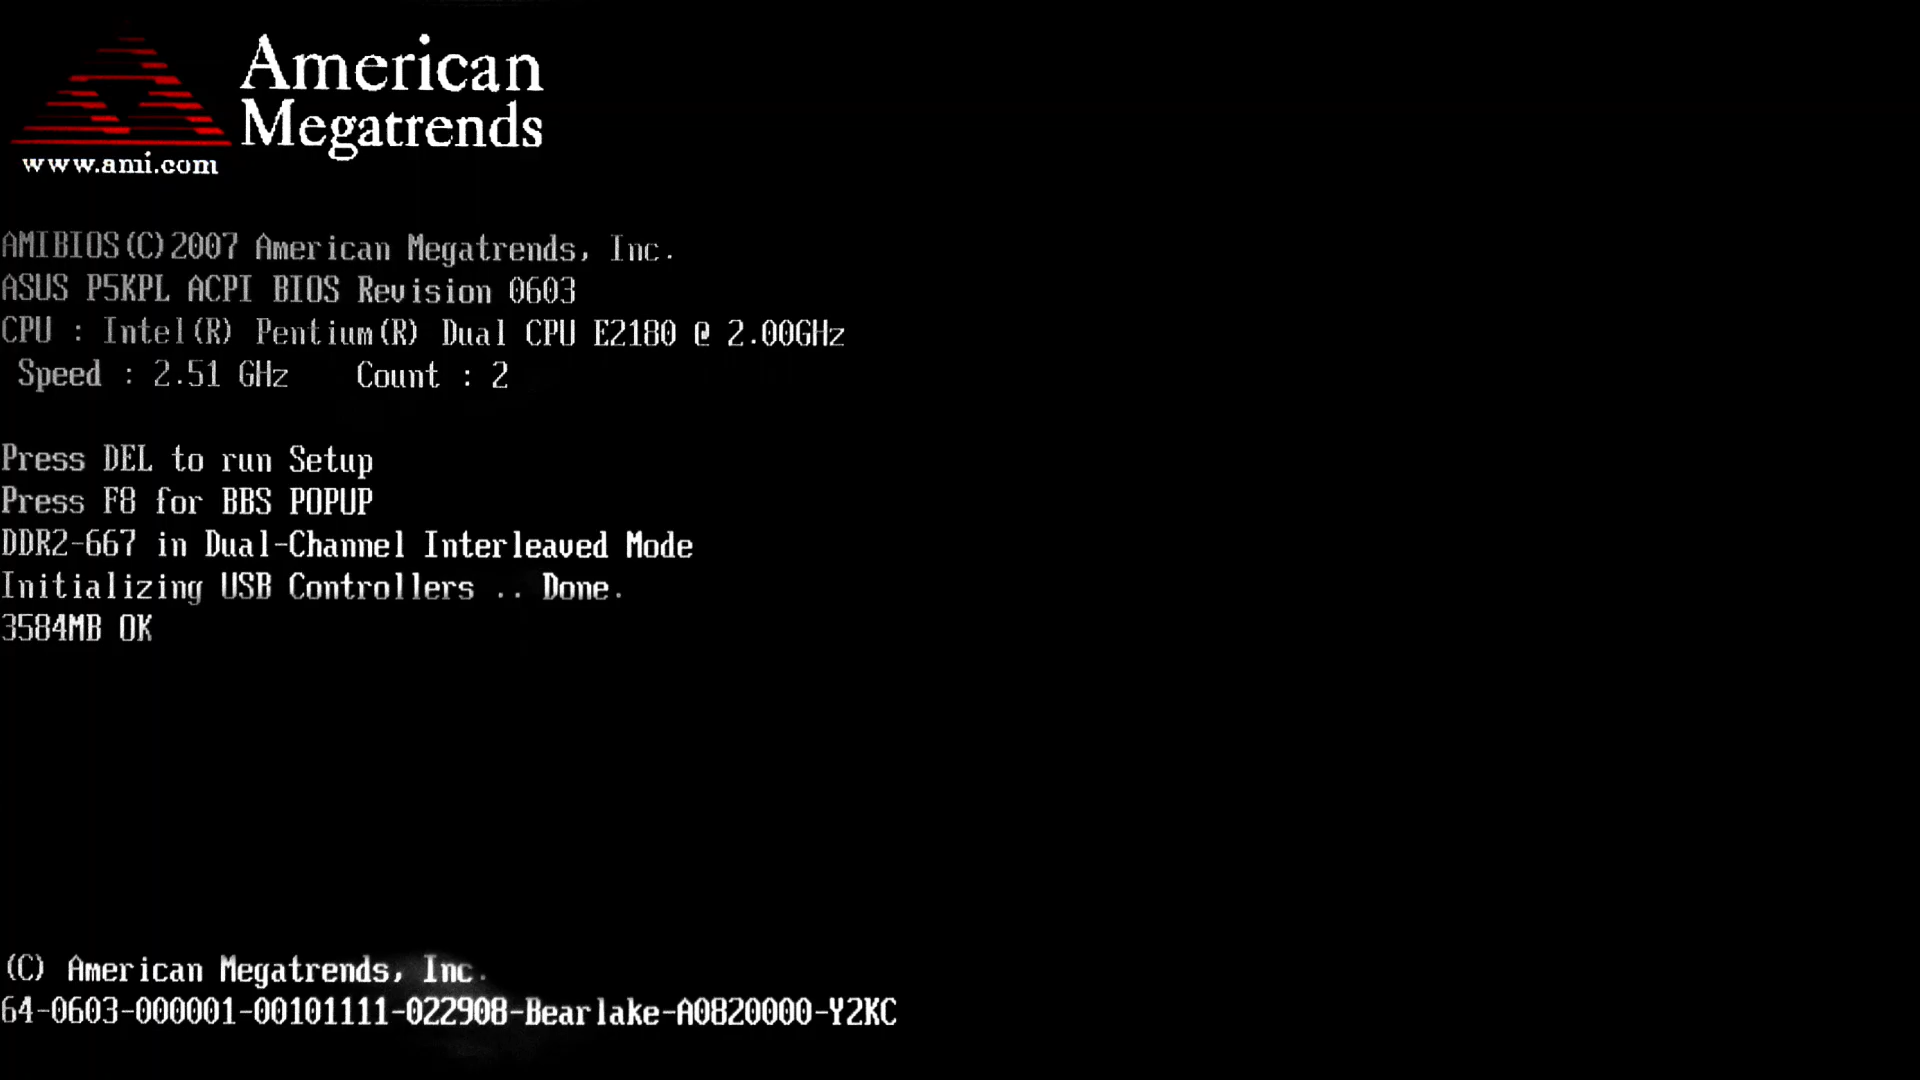 American
Megatrends
www.ami.com
AMIBIOS(C)2007 American Megatrends, Inc.
ASUS P5KPL ACPI BIOS Revision 0603
CPU : Intel(R) Pentium(R) Dual CPU E2180 @ 2.00GHz
Speed : 2.51 GHz Count : 2
Press DEL to run Setup
Press F8 for BBS POPUP
DDR2-667 in Dual-Channel Interleaved Mode
Initializing USB Controllers .. Done.
3584MB OK
(C) American Megatrends, Inc.
64-0603-000001-00101111-022908-Bearlake-A0820000-Y2KC